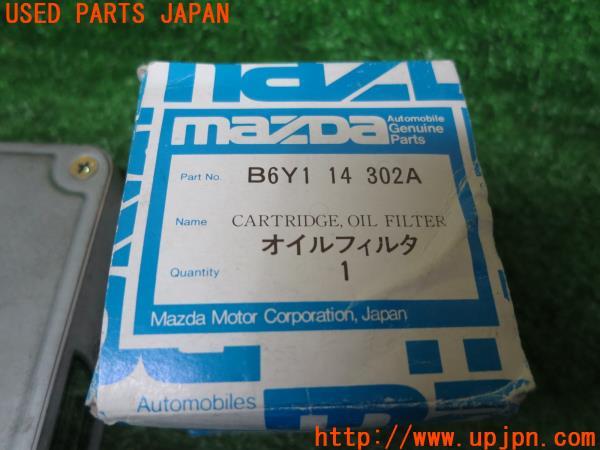 USED PARTS JAPAN
mazda
Automobile
Genuine
Parts
Part No. B6Y1 14 302A
Name CARTRIDGE, OIL FILTER
オイルフィルタ
Quantity 1
Mazda Motor Corporation, Japan
Automobiles
http://www.upjpn.com